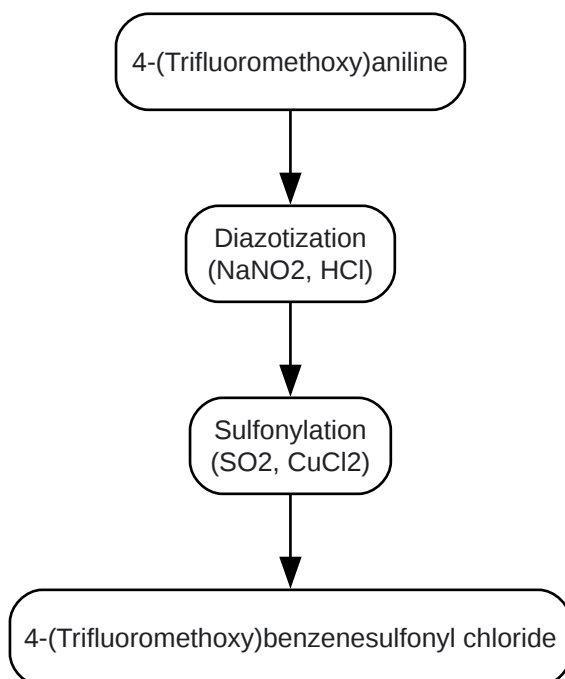 4-(Trifluoromethoxy)aniline
Diazotization
(NaNO2, HCl)
Sulfonylation
(SO2, CuCl2)
4-(Trifluoromethoxy)benzenesulfonyl chloride